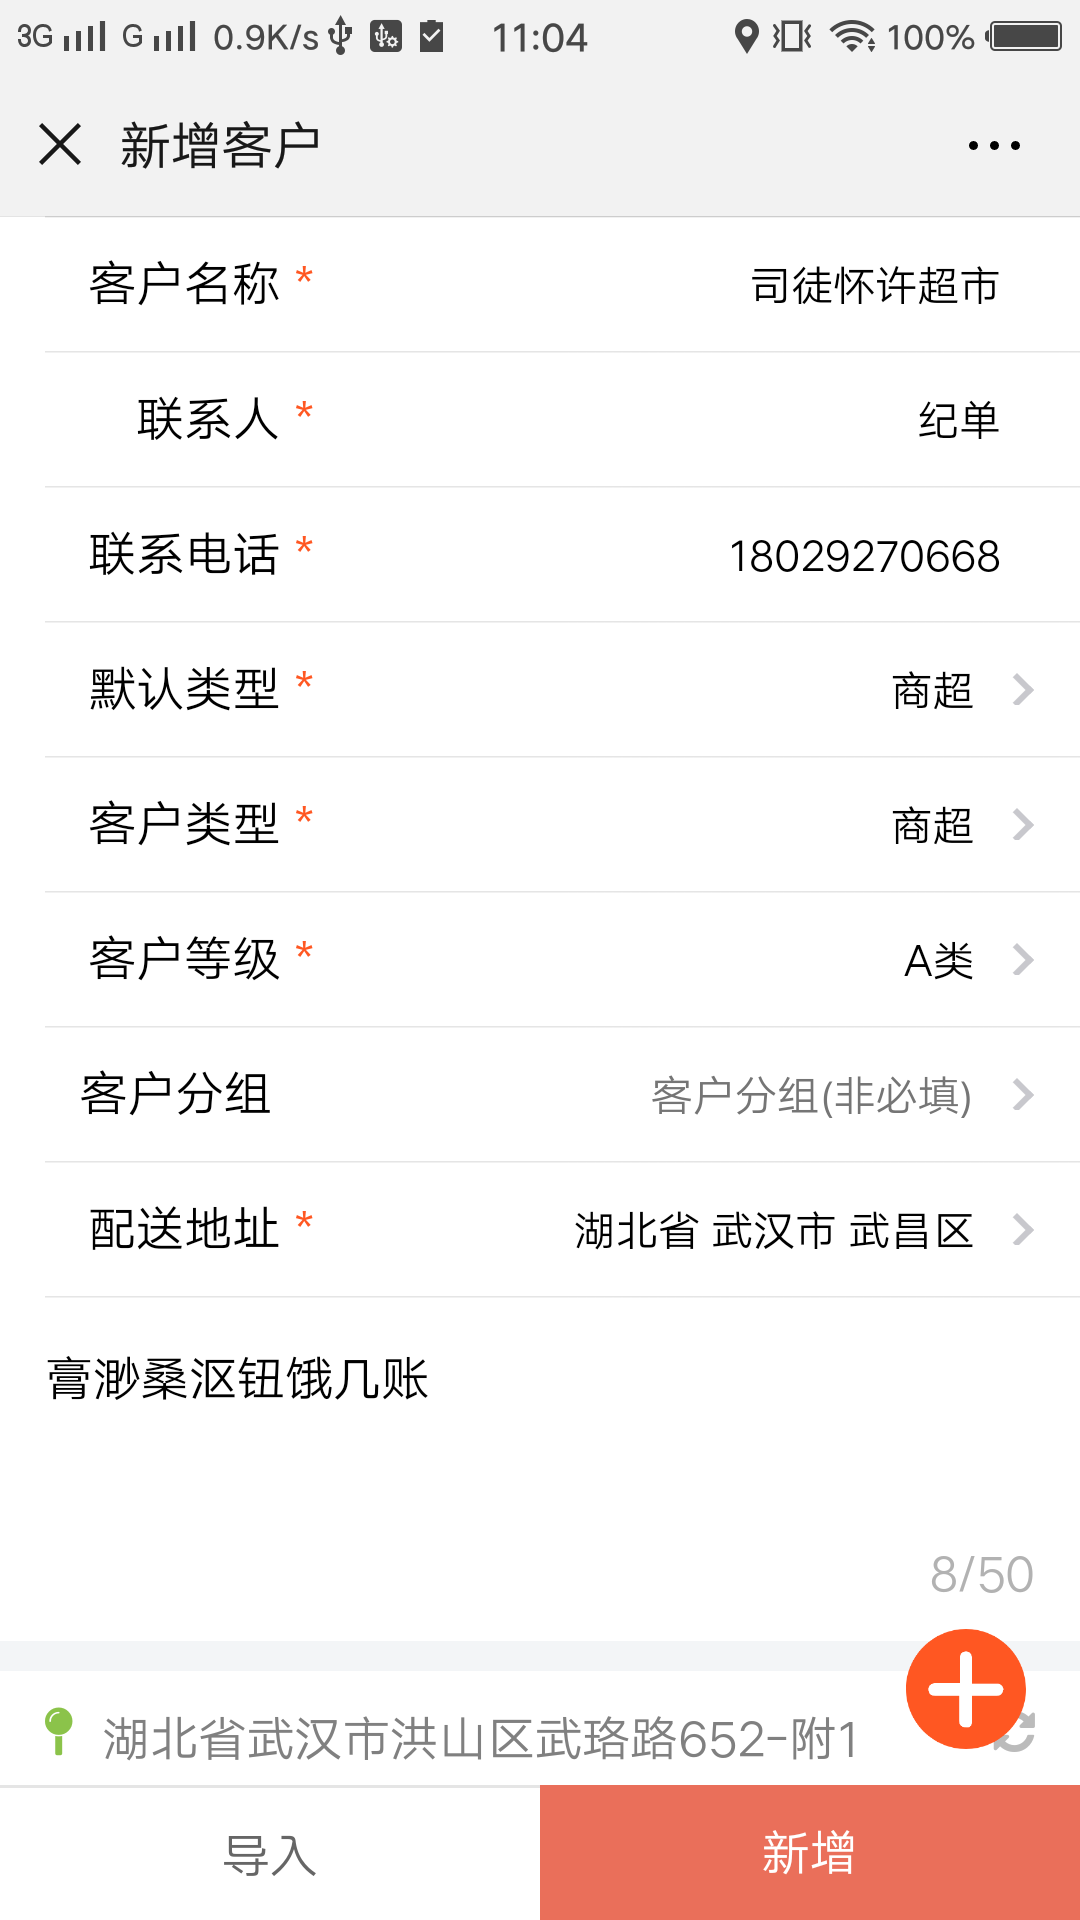 3G G 0.9K/s 11:04 100%
新增客户
客户名称 * 司徒怀许超市
联系人 * 纪单
联系电话 * 18029270668
默认类型 * 商超
客户类型 * 商超
客户等级 * A类
客户分组 客户分组(非必填)
配送地址 * 湖北省 武汉市 武昌区
膏渺桑沤钮饿几账
8/50
湖北省武汉市洪山区武珞路652-附1
导入 新增